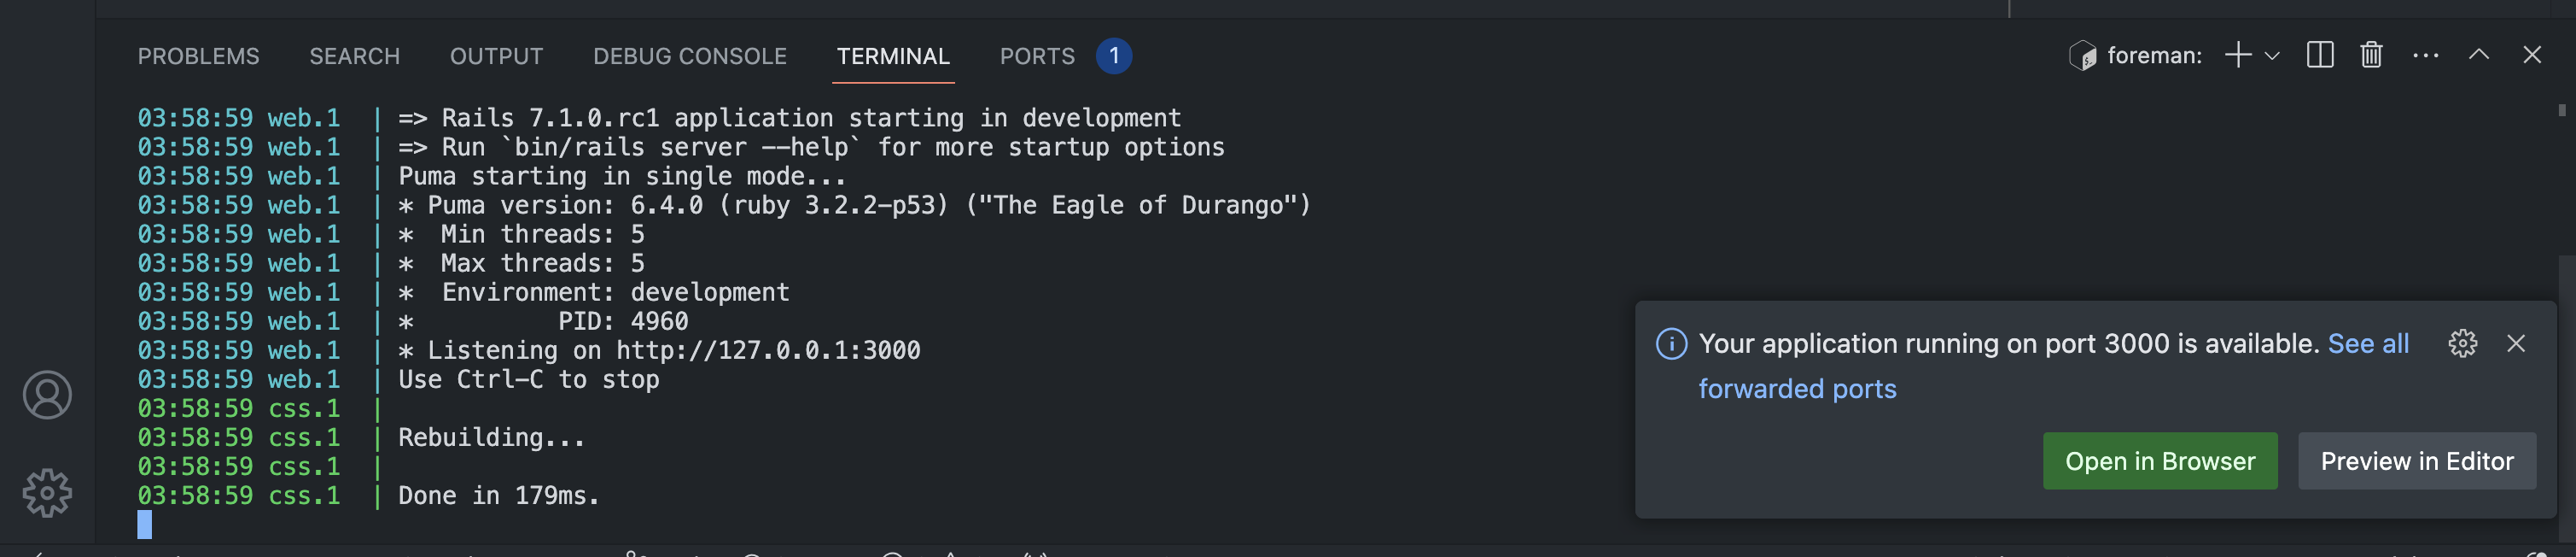 PROBLEMS SEARCH OUTPUT DEBUG CONSOLE TERMINAL PORTS 1 foreman:
03:58:59 web.1 | => Rails 7.1.0.rc1 application starting in development
03:58:59 web.1 | => Run `bin/rails server --help` for more startup options
03:58:59 web.1 | Puma starting in single mode...
03:58:59 web.1 | * Puma version: 6.4.0 (ruby 3.2.2-p53) ("The Eagle of Durango")
03:58:59 web.1 | *  Min threads: 5
03:58:59 web.1 | *  Max threads: 5
03:58:59 web.1 | *  Environment: development
03:58:59 web.1 | *          PID: 4960
03:58:59 web.1 | * Listening on http://127.0.0.1:3000
03:58:59 web.1 | Use Ctrl-C to stop
03:58:59 css.1 |
03:58:59 css.1 | Rebuilding...
03:58:59 css.1 |
03:58:59 css.1 | Done in 179ms.
Your application running on port 3000 is available. See all
forwarded ports
Open in Browser Preview in Editor